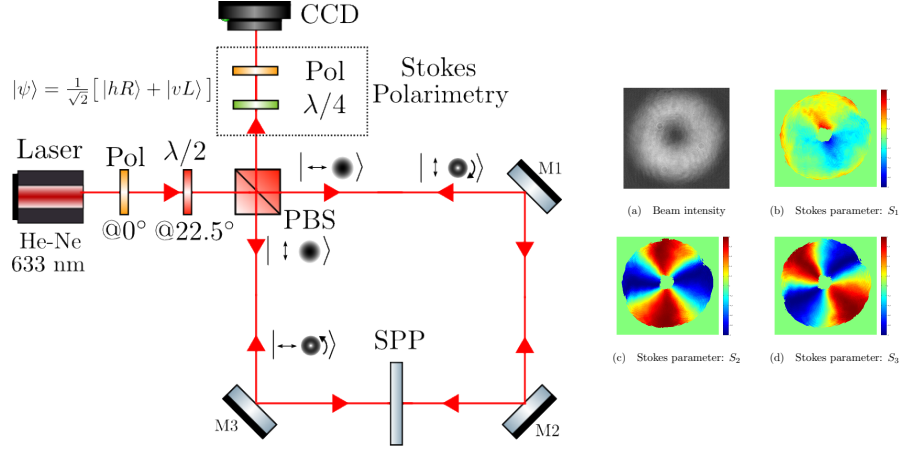 CCD
|ψ⟩ = 1/√2 [ |hR⟩ + |vL⟩ ]
Pol
λ/4
Stokes
Polarimetry
Laser
Pol
λ/2
@0°
@22.5°
PBS
He-Ne
633 nm
M1
SPP
M3
M2
(a) Beam intensity
(b) Stokes parameter: S₁
(c) Stokes parameter: S₂
(d) Stokes parameter: S₃